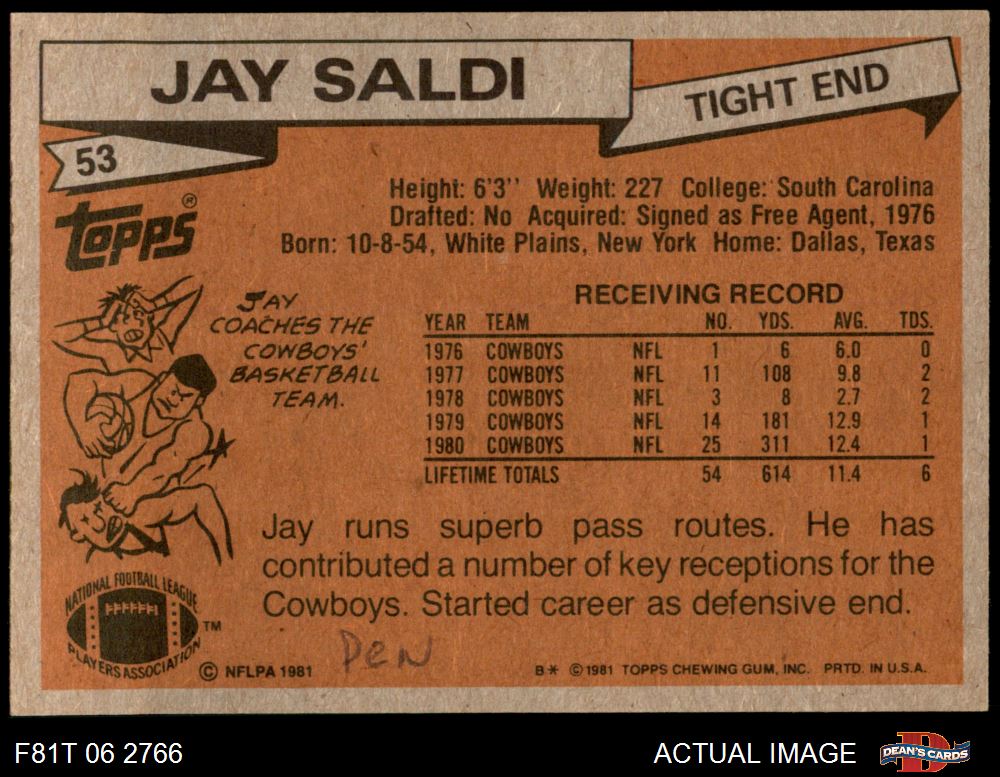 JAY SALDI
TIGHT END
53
TOPPS®
Height: 6'3'' Weight: 227 College: South Carolina
Drafted: No Acquired: Signed as Free Agent, 1976
Born: 10-8-54, White Plains, New York Home: Dallas, Texas
JAY
COACHES THE
COWBOYS'
BASKETBALL
TEAM.
RECEIVING RECORD
YEAR TEAM NO. YDS. AVG. TDS.
1976 COWBOYS NFL 1 6 6.0 0
1977 COWBOYS NFL 11 108 9.8 2
1978 COWBOYS NFL 3 8 2.7 2
1979 COWBOYS NFL 14 181 12.9 1
1980 COWBOYS NFL 25 311 12.4 1
LIFETIME TOTALS 54 614 11.4 6
Jay runs superb pass routes. He has
contributed a number of key receptions for the
Cowboys. Started career as defensive end.
NATIONAL FOOTBALL LEAGUE
PLAYERS ASSOCIATION
TM
© NFLPA 1981
Den
B* © 1981 TOPPS CHEWING GUM, INC. PRTD. IN U.S.A.
F81T 06 2766
ACTUAL IMAGE
D
DEAN'S CARDS